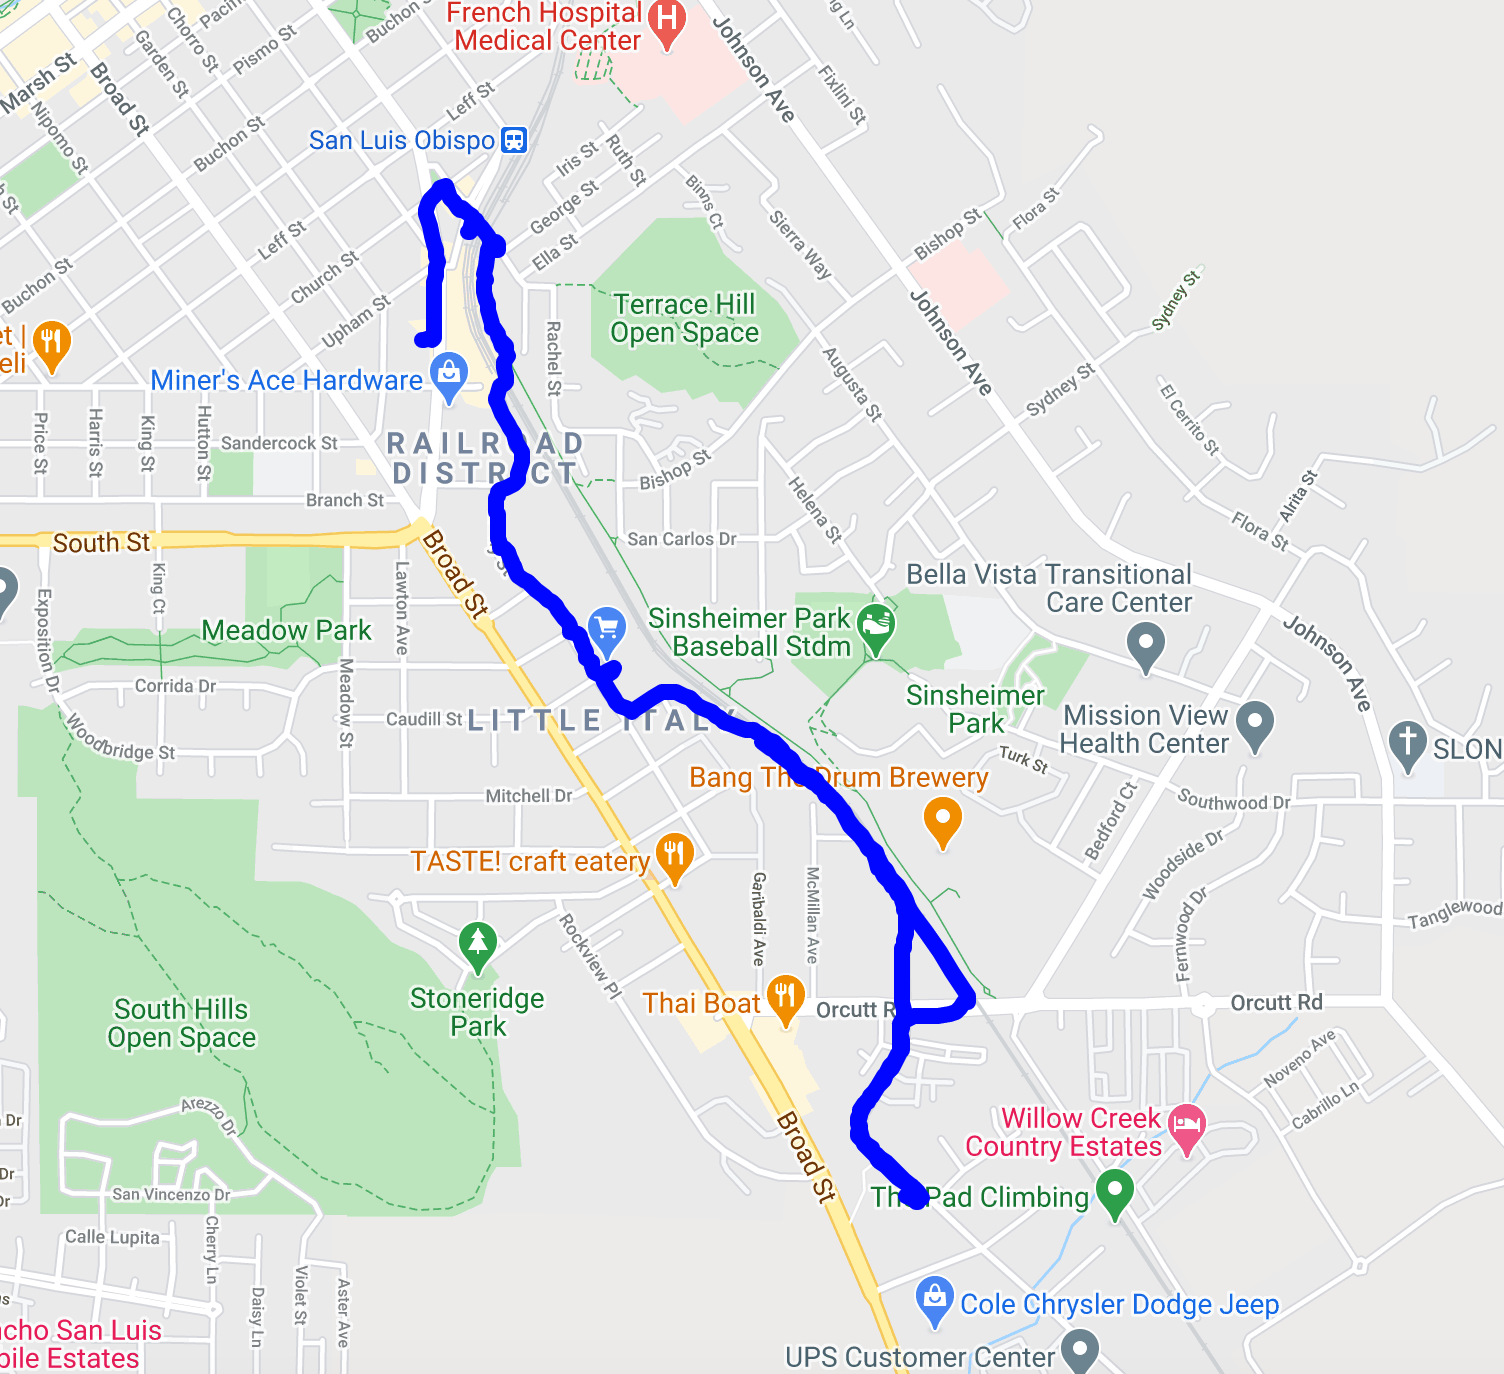 French Hospital
Medical Center
Johnson Ave
Buchon S
Pacifi
Chorro St
Garden St
Pismo St
Marsh St
Broad St
Nipomo St
Buchon St
Leff St
Fixlini St
San Luis Obispo
Iris St
Ruth St
George St
Binns Ct
Ella St
Sierra Way
Bishop St
Flora St
Leff St
Church St
Buchon St
Upham St
Terrace Hill
Open Space
Johnson Ave
Sydney St
et |
eli
Miner's Ace Hardware
Rachel St
Augusta St
Sydney St
El Cerrito St
Price St
Harris St
King St
Hutton St
Sandercock St
RAILROAD
DISTRICT
Bishop St
Helena St
Alrita St
Flora St
Branch St
South St
Broad St
San Carlos Dr
King Ct
Exposition Dr
Lawton Ave
Meadow Park
Bella Vista Transitional
Care Center
Sinsheimer Park
Baseball Stdm
Johnson Ave
Corrida Dr
Meadow St
Sinsheimer
Park
Woodbridge St
Caudill St
LITTLE ITALY
Mission View
Health Center
SLON
Turk St
Bang The Drum Brewery
Mitchell Dr
Southwood Dr
Bedford Ct
Woodside Dr
TASTE! craft eatery
Garibaldi Ave
McMillan Ave
Fernwood Dr
Tanglewood
Rockview Pl
Stoneridge
Park
Thai Boat
Orcutt R
Orcutt Rd
South Hills
Open Space
Noveno Ave
Cabrillo Ln
Arezzo Dr
Dr
Willow Creek
Country Estates
Broad St
Dr
San Vincenzo Dr
Dr
The Pad Climbing
Calle Lupita
Cherry Ln
Daisy Ln
Violet St
Aster Ave
Cole Chrysler Dodge Jeep
ncho San Luis
bile Estates
UPS Customer Center